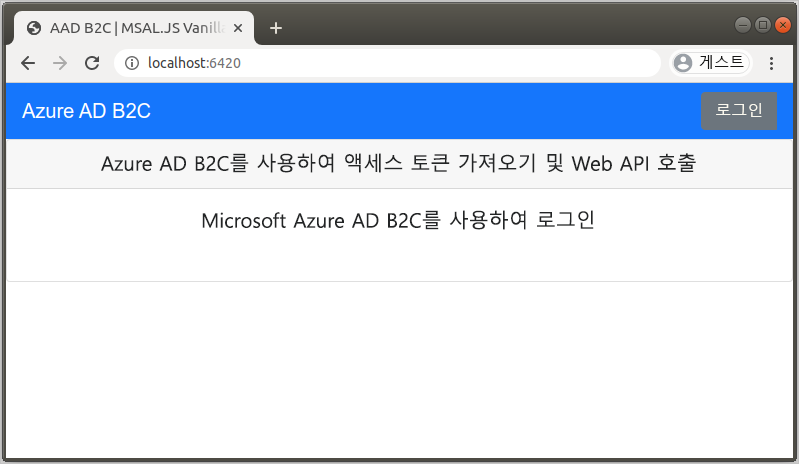 AAD B2C | MSAL.JS Vanill
localhost:6420
게스트
Azure AD B2C
로그인
Azure AD B2C를 사용하여 액세스 토큰 가져오기 및 Web API 호출
Microsoft Azure AD B2C를 사용하여 로그인